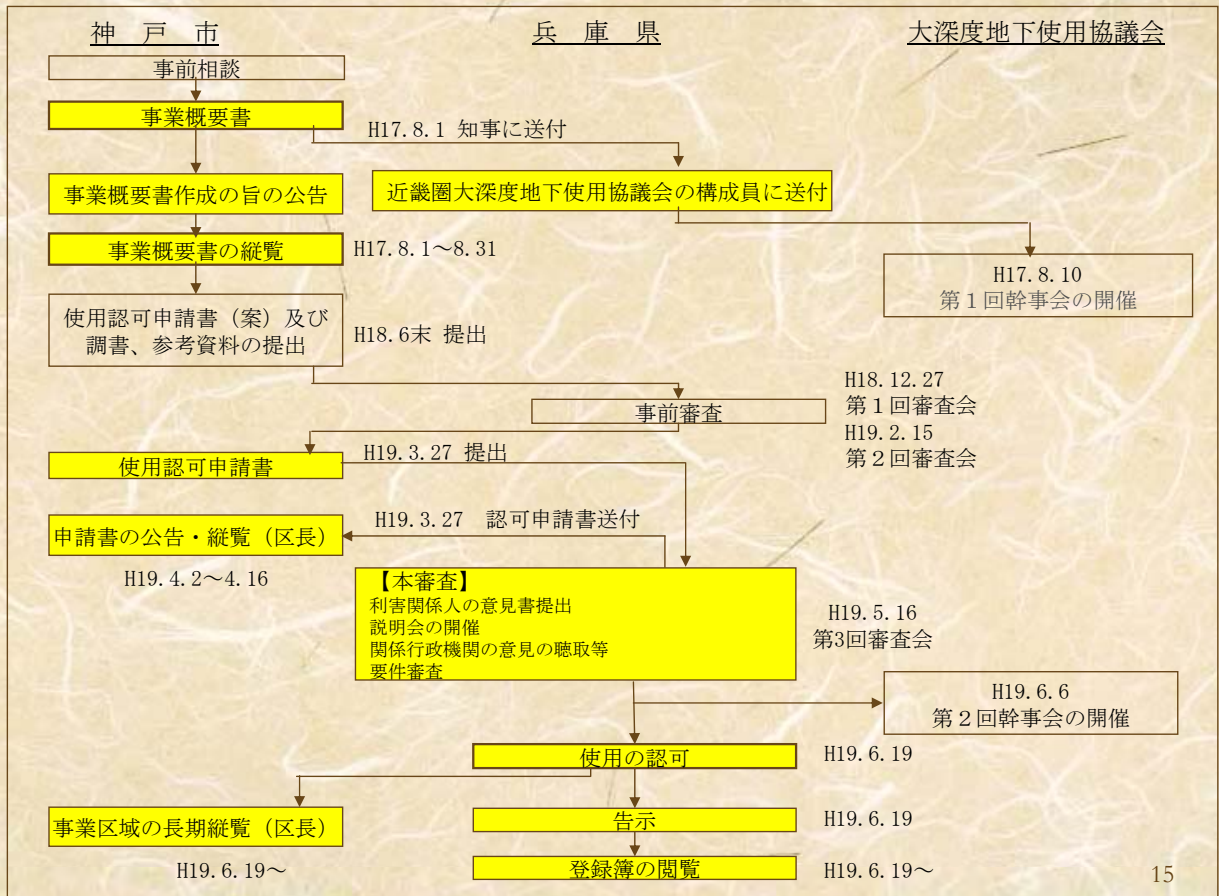 神 戸 市
兵 庫 県
大深度地下使用協議会
事前相談
事業概要書
H17.8.1 知事に送付
事業概要書作成の旨の公告
近畿圏大深度地下使用協議会の構成員に送付
事業概要書の縦覧
H17.8.1～8.31
H17.8.10
第１回幹事会の開催
使用認可申請書（案）及び
調書、参考資料の提出
H18.6末 提出
事前審査
H18.12.27
第１回審査会
H19.2.15
第２回審査会
使用認可申請書
H19.3.27 提出
申請書の公告・縦覧（区長）
H19.3.27　認可申請書送付
H19.4.2～4.16
【本審査】
利害関係人の意見書提出
説明会の開催
関係行政機関の意見の聴取等
要件審査
H19.5.16
第3回審査会
H19.6.6
第２回幹事会の開催
使用の認可
H19.6.19
事業区域の長期縦覧（区長）
告示
H19.6.19
H19.6.19～
登録簿の閲覧
H19.6.19～
15